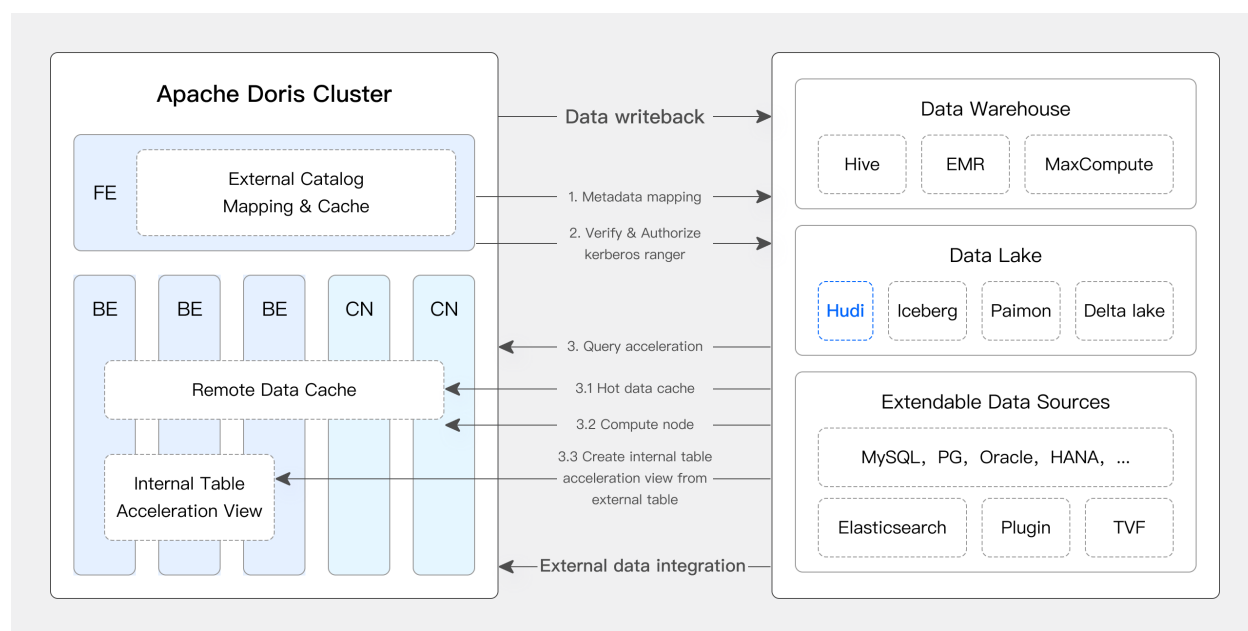 Apache Doris Cluster
FE
External Catalog
Mapping & Cache
BE
BE
BE
CN
CN
Remote Data Cache
Internal Table
Acceleration View
Data writeback
1. Metadata mapping
2. Verify & Authorize
kerberos ranger
3. Query acceleration
3.1 Hot data cache
3.2 Compute node
3.3 Create internal table
acceleration view from
external table
External data integration
Data Warehouse
Hive
EMR
MaxCompute
Data Lake
Hudi
Iceberg
Paimon
Delta lake
Extendable Data Sources
MySQL，PG，Oracle，HANA，...
Elasticsearch
Plugin
TVF